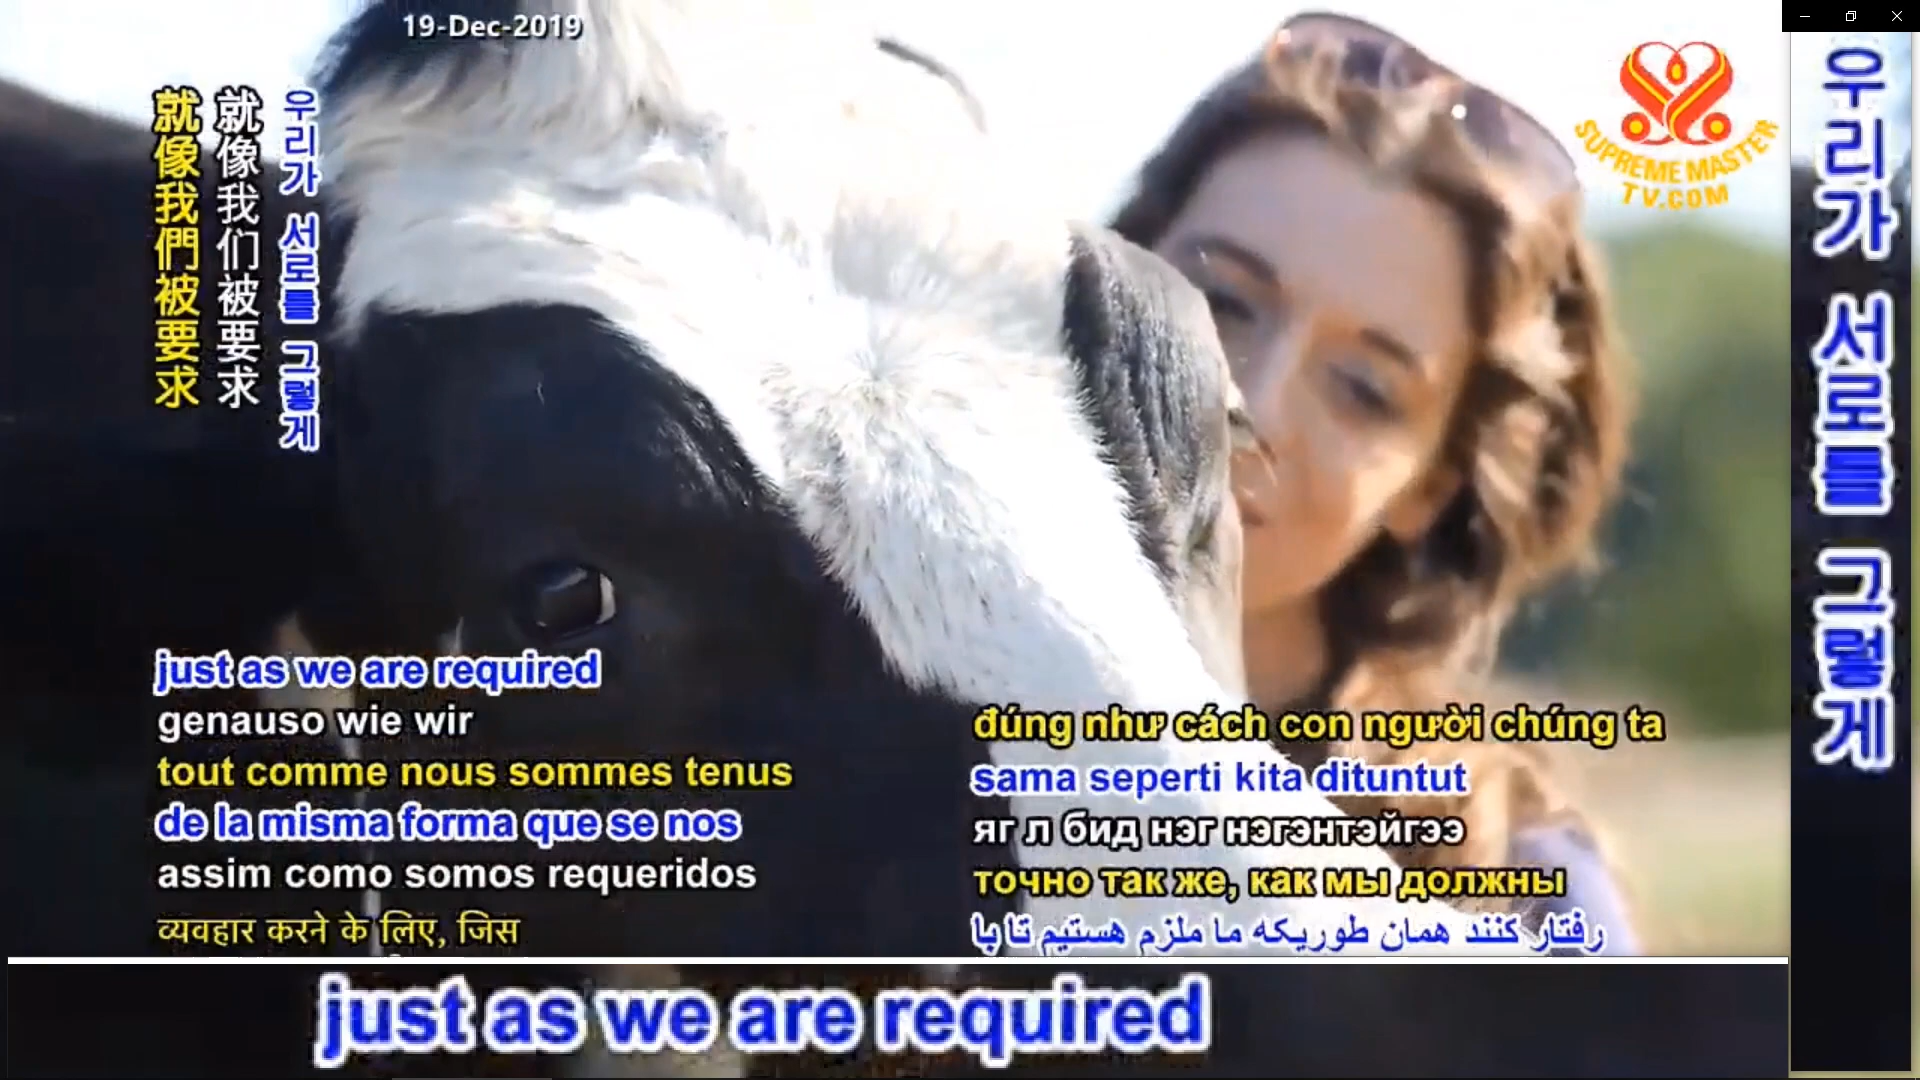 19-Dec-2019
SUPREME MASTER
TV.COM
就像我們被要求
就像我们被要求
우리가 서로를 그렇게
just as we are required
genauso wie wir
tout comme nous sommes tenus
de la misma forma que se nos
assim como somos requeridos
व्यवहार करने के लिए, जिस
đúng như cách con người chúng ta
sama seperti kita dituntut
яг л бид нэг нэгэнтэйгээ
точно так же, как мы должны
رفتار کنند همان طوریکه ما ملزم هستیم تا با
just as we are required
우리가 서로를 그렇게